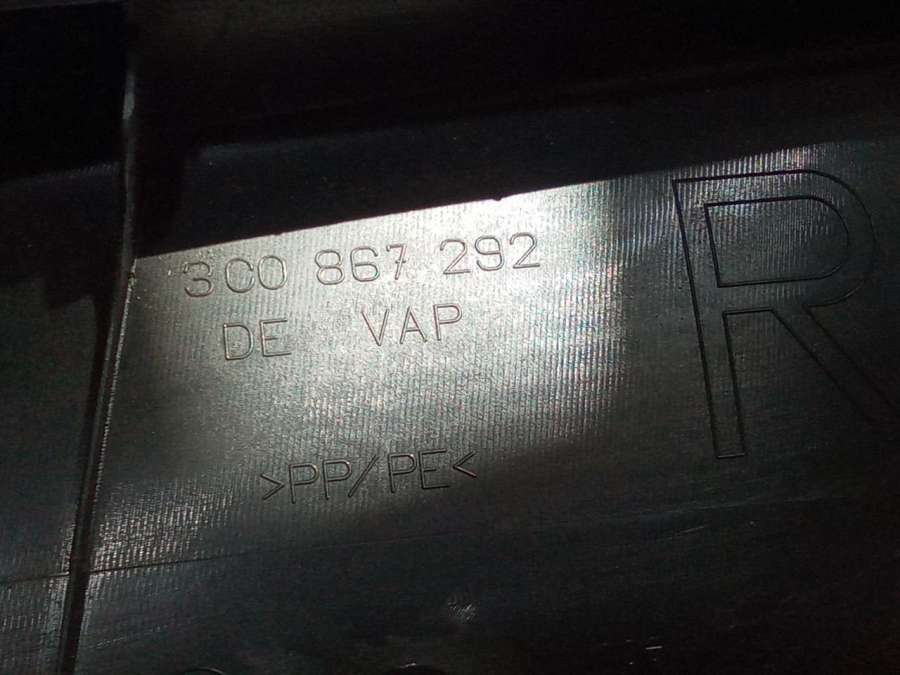 3C0 867 292
DE VAP
>PP/PE<
R